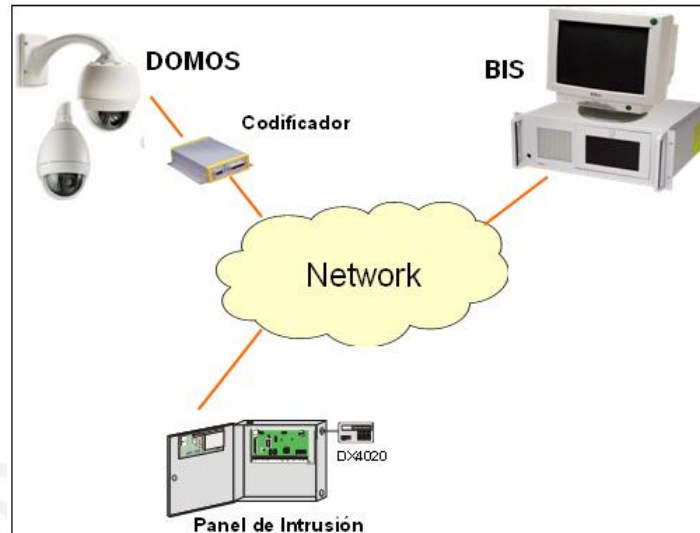 DOMOS
BIS
Codificador
Network
DX4020
Panel de Intrusión